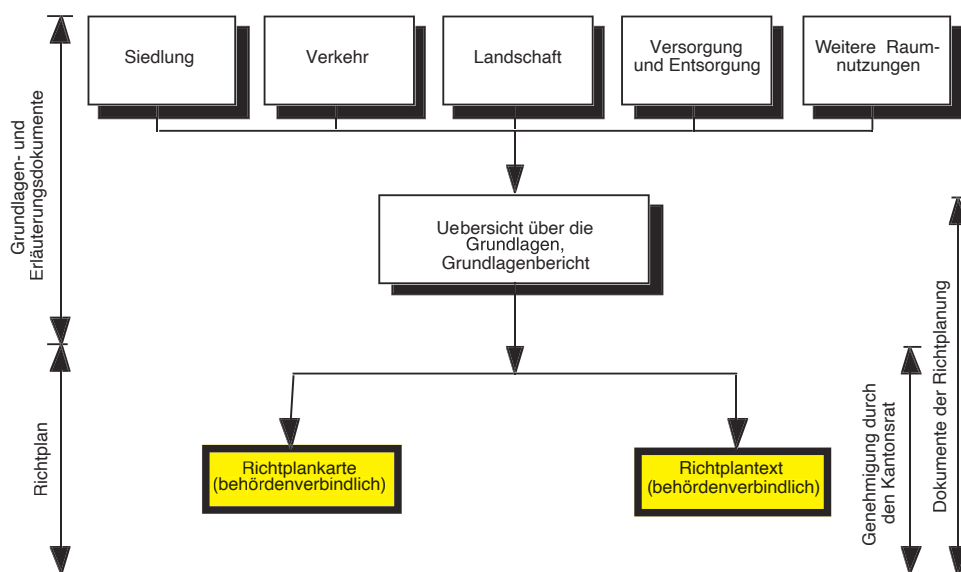 Siedlung
Verkehr
Landschaft
Versorgung
und Entsorgung
Weitere Raum-
nutzungen
Grundlagen- und
Erläuterungsdokumente
Uebersicht über die
Grundlagen,
Grundlagenbericht
Richtplan
Richtplankarte
(behördenverbindlich)
Richtplantext
(behördenverbindlich)
Genehmigung durch
den Kantonsrat
Dokumente der Richtplanung